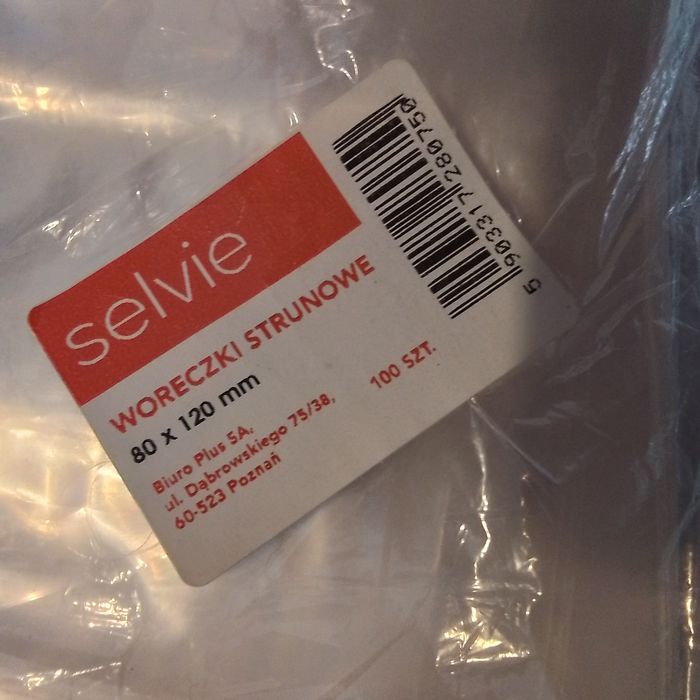 selvie
WORECZKI STRUNOWE
80 x 120 mm
100 SZT.
Biuro Plus 5A,
ul. Dąbrowskiego 75/38,
60-523 Poznań
5 903317 280750